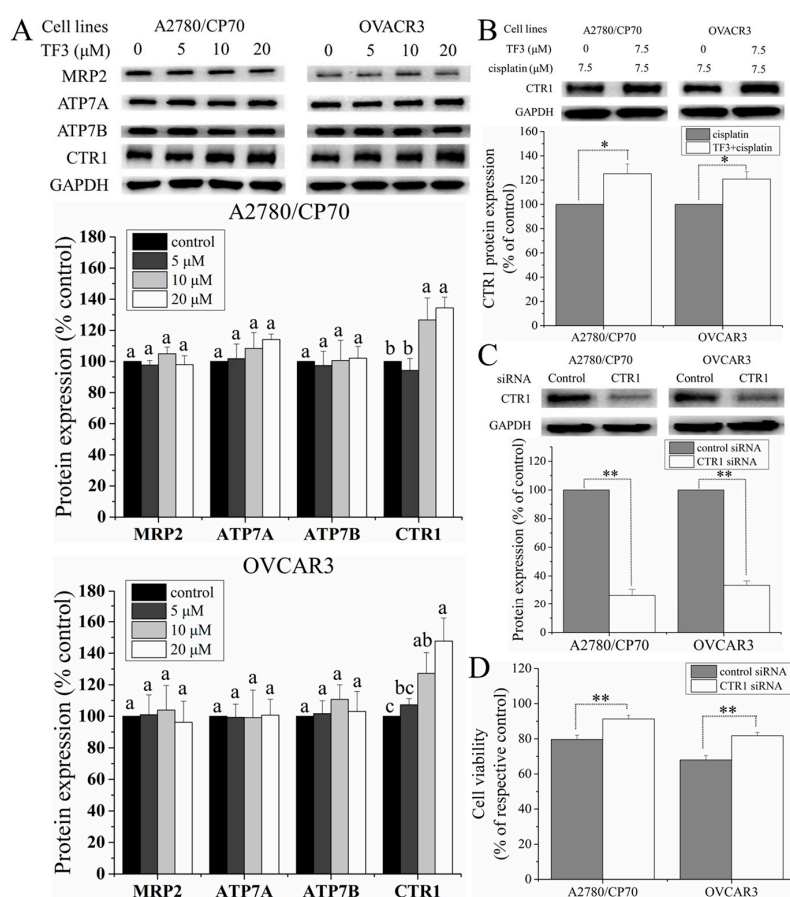 A
Cell lines A2780/CP70 OVACR3
TF3 (μM) 0 5 10 20 0 5 10 20
MRP2
ATP7A
ATP7B
CTR1
GAPDH
A2780/CP70
Protein expression (% control)
180
160
140
120
100
80
60
40
20
0
control
5 μM
10 μM
20 μM
a a a a a a a a a a a a b b a a
MRP2 ATP7A ATP7B CTR1
OVCAR3
Protein expression (% control)
180
160
140
120
100
80
60
40
20
0
control
5 μM
10 μM
20 μM
a a a a a a a a a a a a c bc ab a
MRP2 ATP7A ATP7B CTR1
B
Cell lines A2780/CP70 OVACR3
TF3 (μM) 0 7.5 0 7.5
cisplatin (μM) 7.5 7.5 7.5 7.5
CTR1
GAPDH
CTR1 protein expression
(% of control)
160
140
120
100
80
60
40
20
0
cisplatin
TF3+cisplatin
* *
A2780/CP70 OVCAR3
C
A2780/CP70 OVCAR3
siRNA Control CTR1 Control CTR1
CTR1
GAPDH
Protein expression (% of control)
120
100
80
60
40
20
0
control siRNA
CTR1 siRNA
** **
A2780/CP70 OVCAR3
D
Cell viability
(% of respective control)
120
100
80
60
40
20
0
control siRNA
CTR1 siRNA
** **
A2780/CP70 OVCAR3